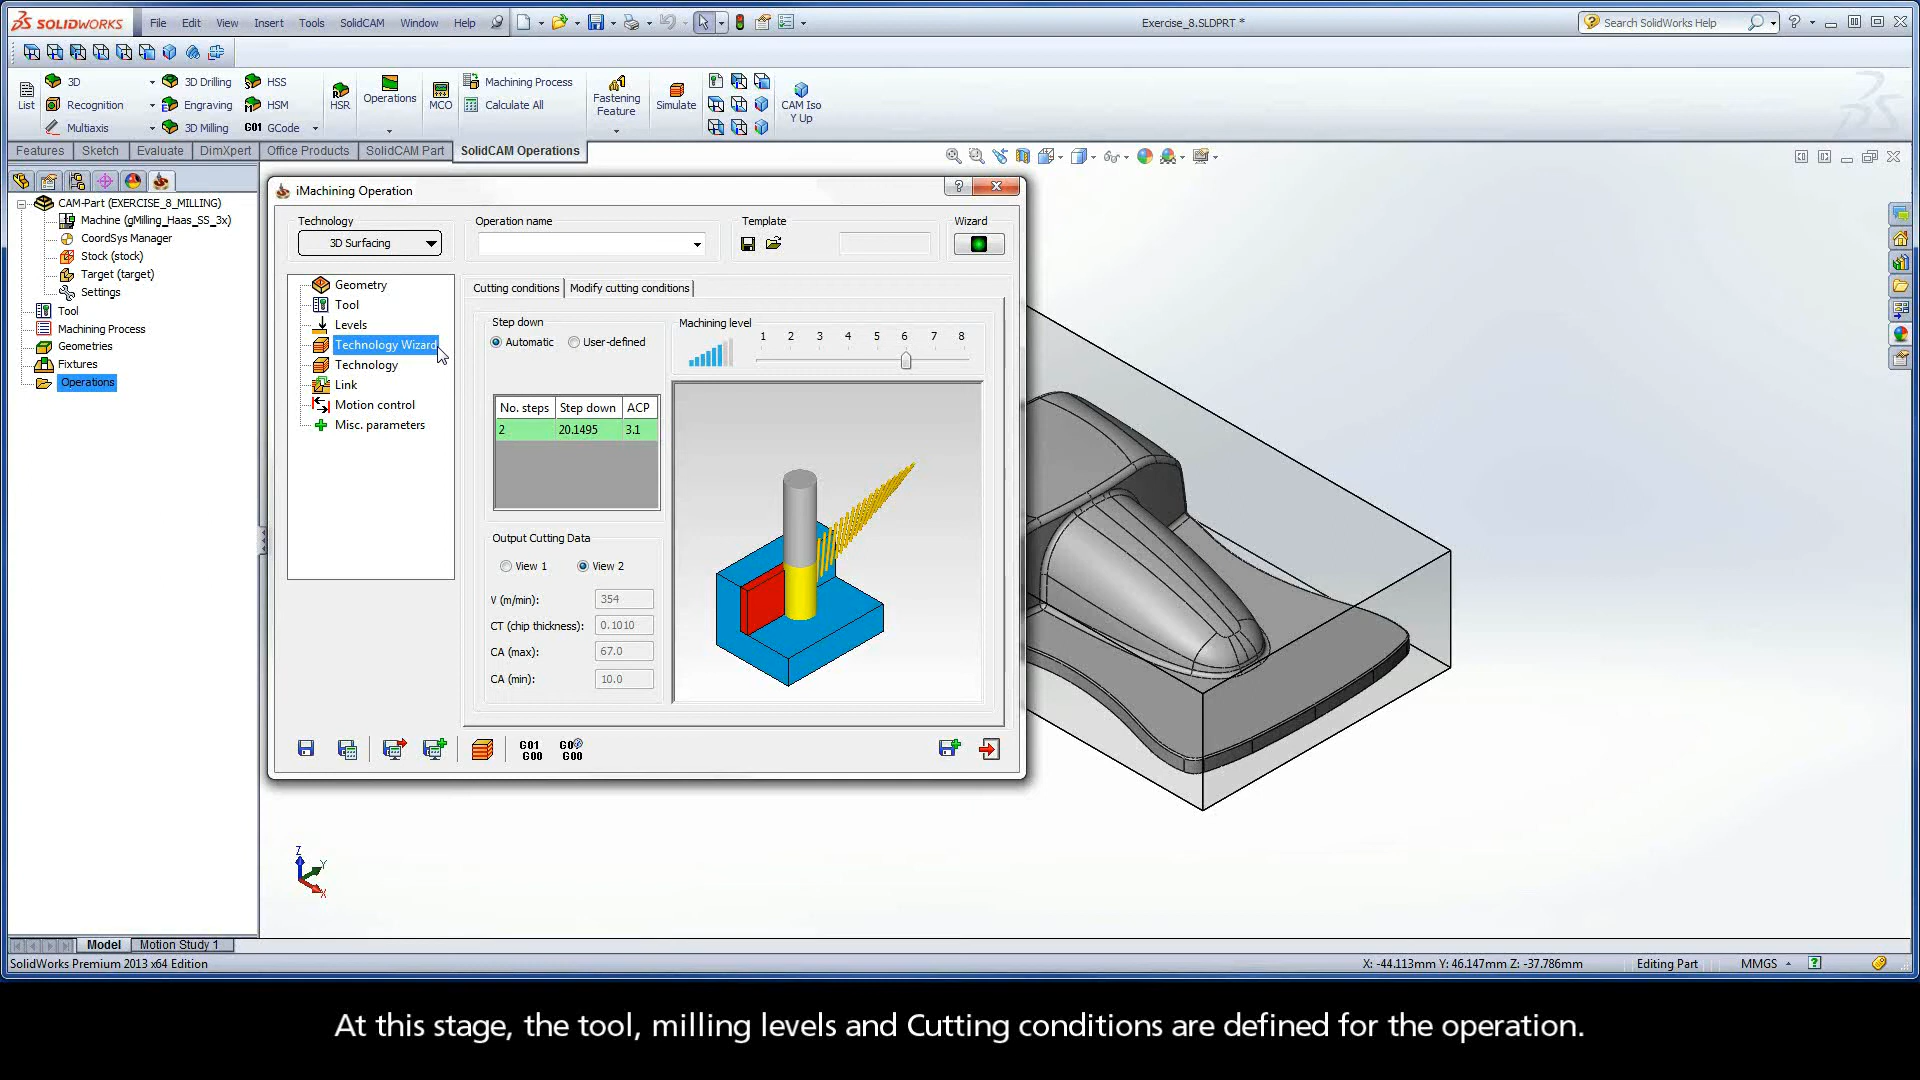 SOLIDWORKS File Edit View Insert Tools SolidCAM Window Help Exercise_8.SLDPRT * Search SolidWorks Help
List 3D Recognition Multiaxis 3D Drilling Engraving 3D Milling HSS HSM G01 GCode HSR Operations MCO Machining Process Calculate All Fastening Feature Simulate CAM Iso Y Up
Features Sketch Evaluate DimXpert Office Products SolidCAM Part SolidCAM Operations
CAM-Part (EXERCISE_8_MILLING)
Machine (gMilling_Haas_SS_3x)
CoordSys Manager
Stock (stock)
Target (target)
Settings
Tool
Machining Process
Geometries
Fixtures
Operations
iMachining Operation
Technology Operation name Template Wizard
3D Surfacing
Geometry
Tool
Levels
Technology Wizard
Technology
Link
Motion control
Misc. parameters
Cutting conditions Modify cutting conditions
Step down
Automatic User-defined
Machining level
1 2 3 4 5 6 7 8
No. steps Step down ACP
2 20.1495 3.1
Output Cutting Data
View 1 View 2
V (m/min): 354
CT (chip thickness): 0.1010
CA (max): 67.0
CA (min): 10.0
G01 G00
G00
Z Y X
Model Motion Study 1
SolidWorks Premium 2013 x64 Edition X: -44.113mm Y: 46.147mm Z: -37.786mm Editing Part MMGS
At this stage, the tool, milling levels and Cutting conditions are defined for the operation.